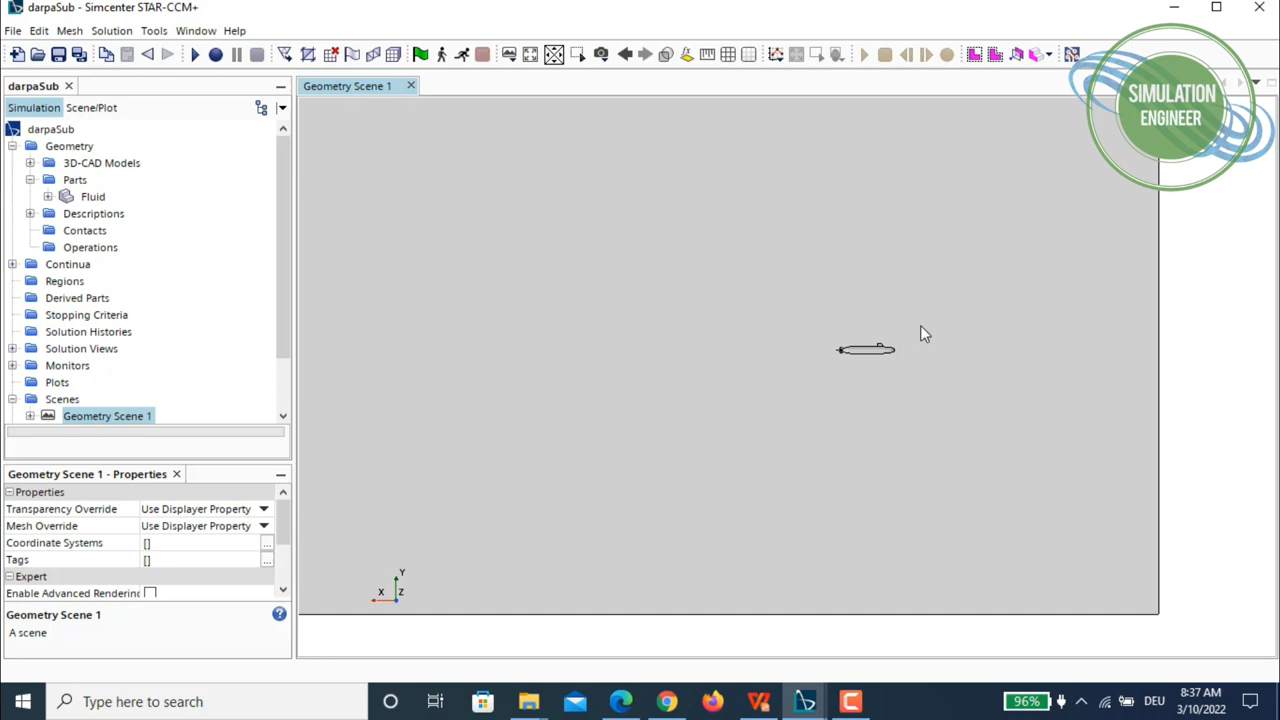 darpaSub - Simcenter STAR-CCM+
File Edit Mesh Solution Tools Window Help
darpaSub
Geometry Scene 1
Simulation Scene/Plot
SIMULATION
ENGINEER
darpaSub
Geometry
3D-CAD Models
Parts
Fluid
Descriptions
Contacts
Operations
Continua
Regions
Derived Parts
Stopping Criteria
Solution Histories
Solution Views
Monitors
Plots
Scenes
Geometry Scene 1
Geometry Scene 1 - Properties
Properties
Transparency Override Use Displayer Property
Mesh Override Use Displayer Property
Coordinate Systems [] ...
Tags [] ...
Expert
Enable Advanced Rendering
Geometry Scene 1
A scene
Y
X Z
Type here to search
96% DEU 8:37 AM
3/10/2022